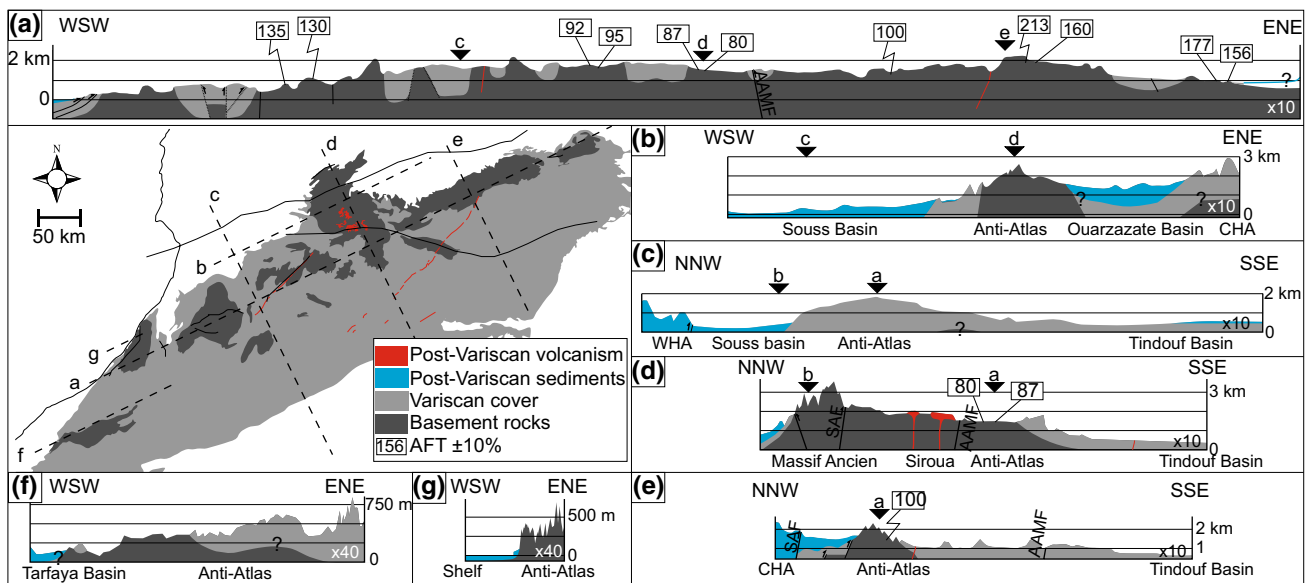 (a) WSW ENE
135 130 c 92 95 87 d 80 100 e 213 160 177 156
2 km
0
AAMF
?
x10
N
50 km
a
b
c
d
e
f
g
Post-Variscan volcanism
Post-Variscan sediments
Variscan cover
Basement rocks
156 AFT ±10%
(b) WSW ENE
c d
3 km
0
? ?
x10
Souss Basin Anti-Atlas Ouarzazate Basin CHA
(c) NNW SSE
b a
2 km
0
?
x10
WHA Souss basin Anti-Atlas Tindouf Basin
(d) NNW SSE
b a
80 87
3 km
0
SAF AAMF
x10
Massif Ancien Siroua Anti-Atlas Tindouf Basin
(e) NNW SSE
a 100
2 km
1
SAF AAMF
x10
CHA Anti-Atlas Tindouf Basin
(f) WSW ENE
750 m
0
? ?
x40
Tarfaya Basin Anti-Atlas
(g) WSW ENE
500 m
0
x40
Shelf Anti-Atlas